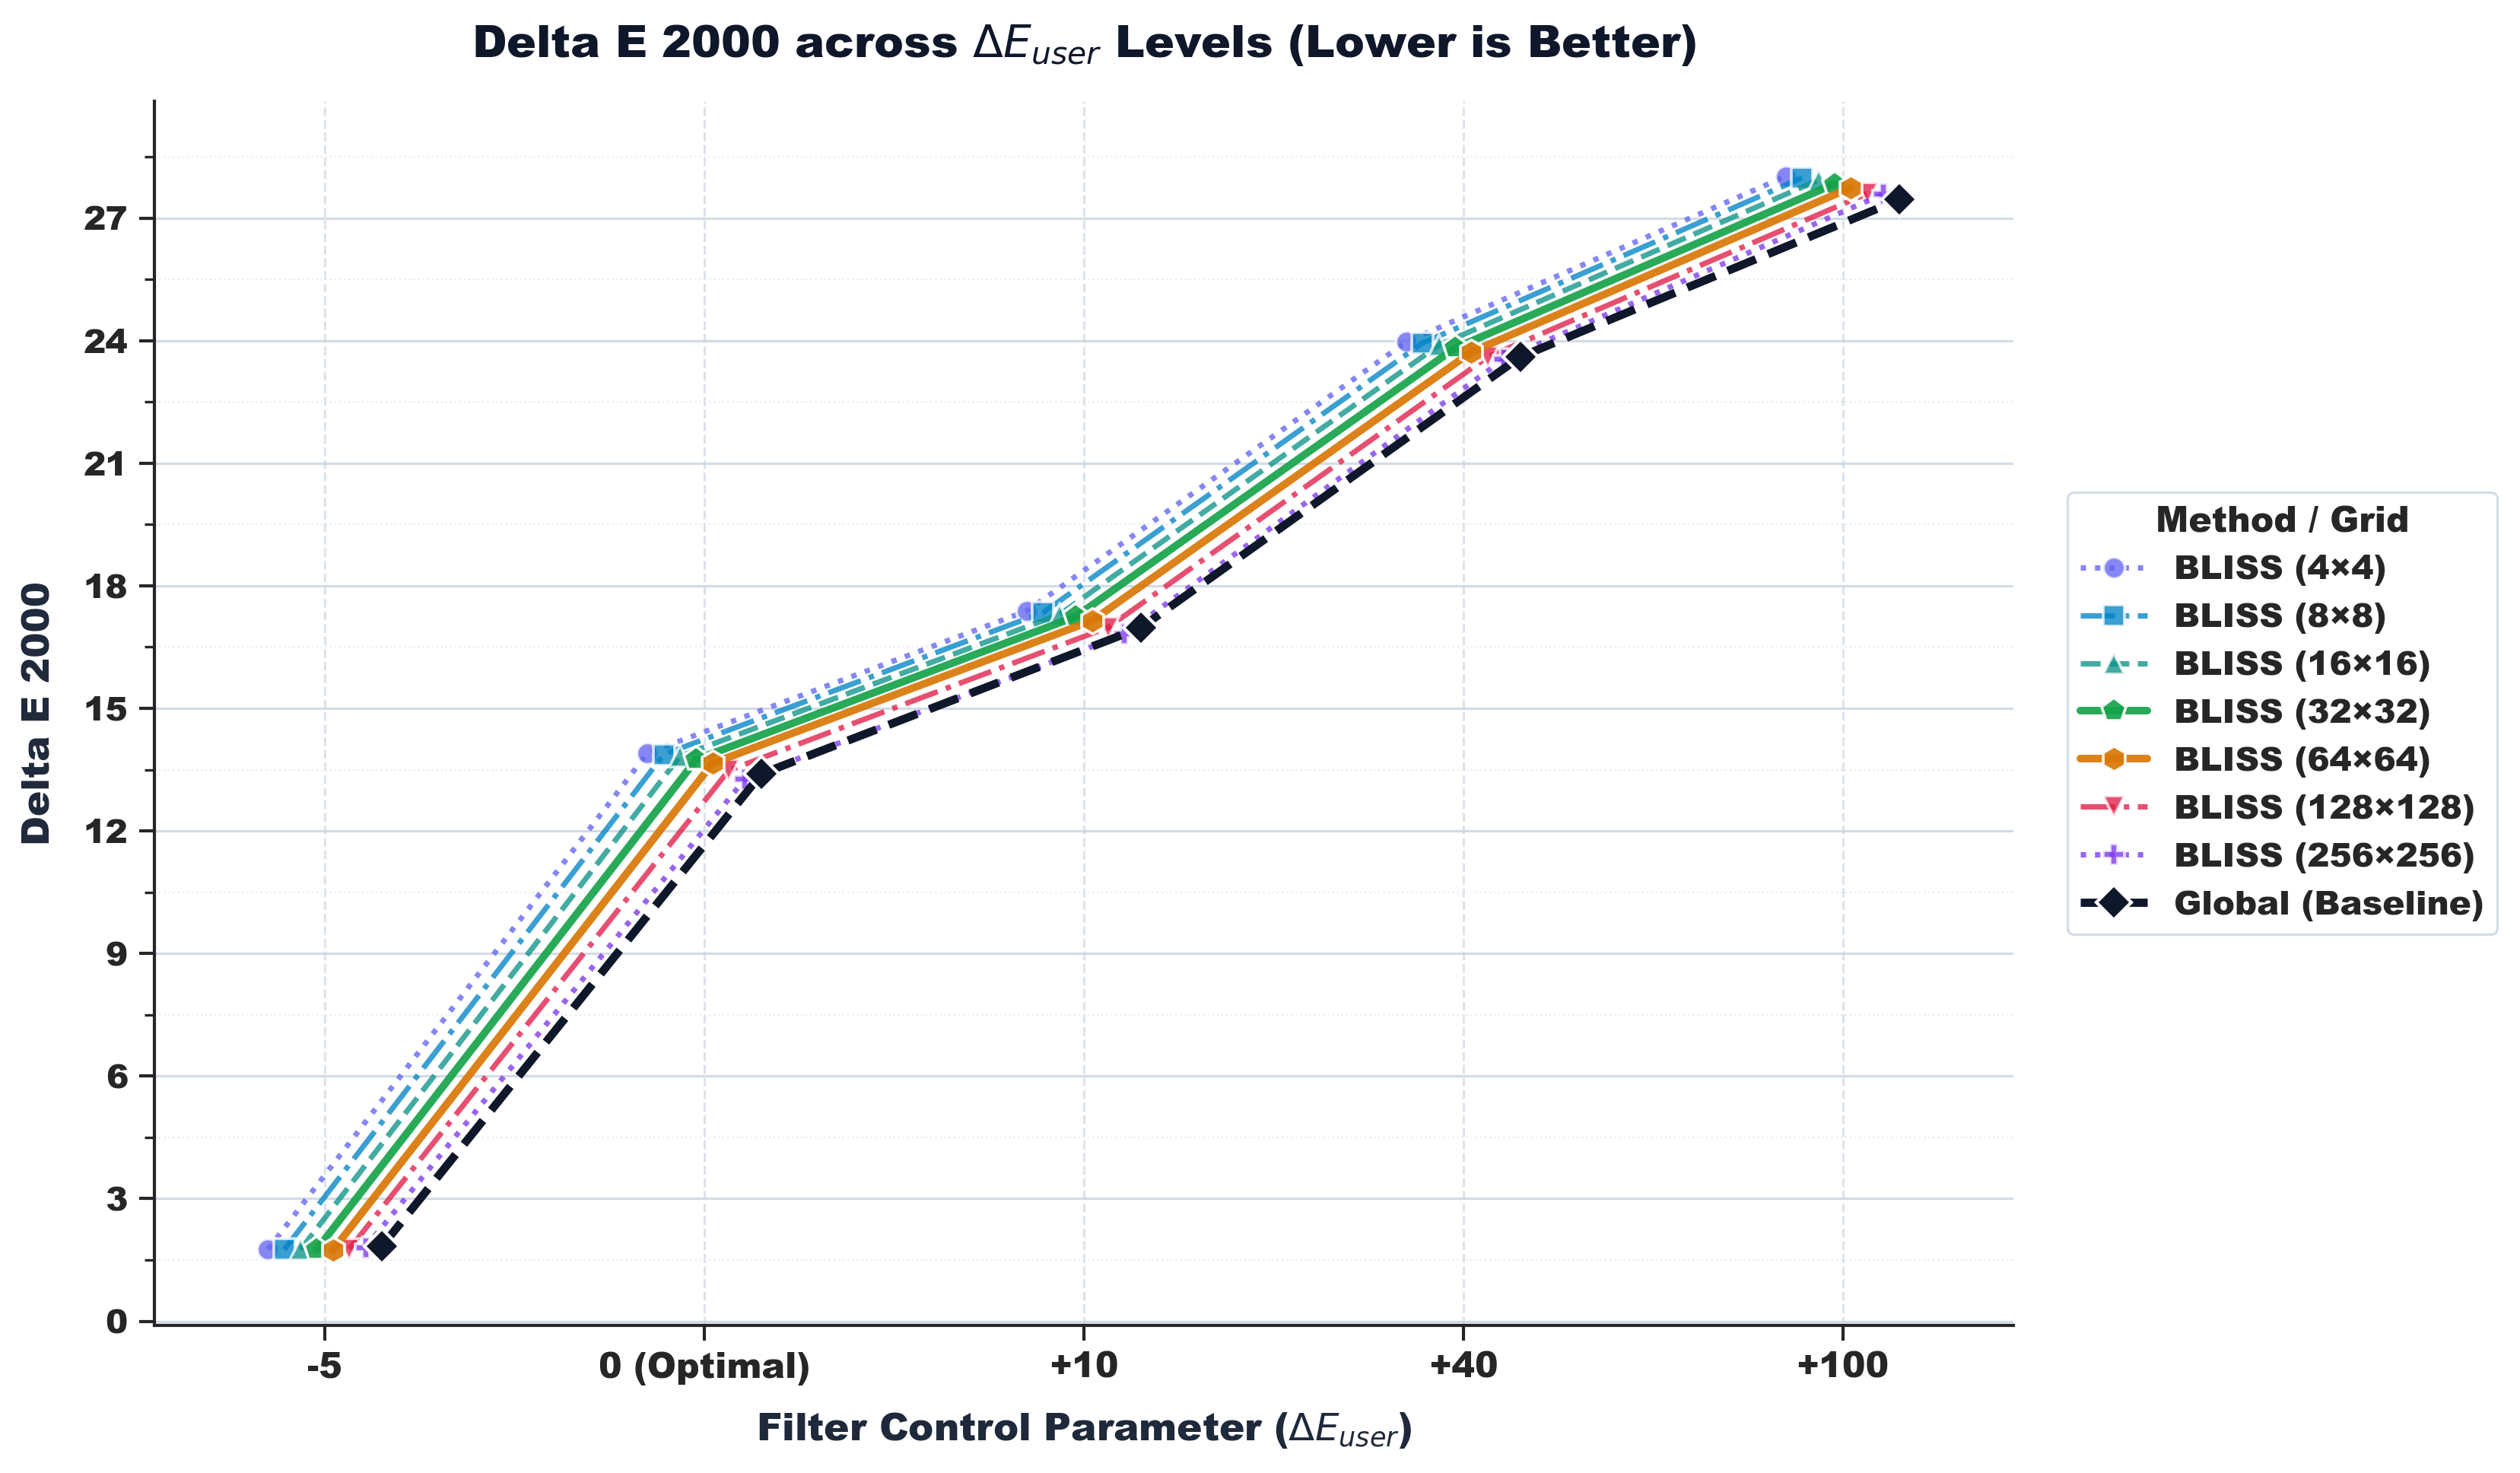 Delta E 2000 across ΔE_user Levels (Lower is Better)
Delta E 2000
27
24
21
18
15
12
9
6
3
0
-5
0 (Optimal)
+10
+40
+100
Filter Control Parameter (ΔE_user)
Method / Grid
BLISS (4×4)
BLISS (8×8)
BLISS (16×16)
BLISS (32×32)
BLISS (64×64)
BLISS (128×128)
BLISS (256×256)
Global (Baseline)